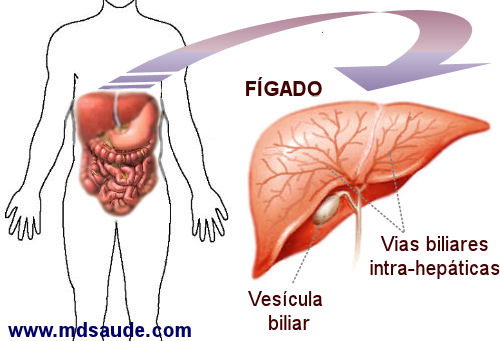 FÍGADO
Vias biliares
intra-hepáticas
Vesícula
biliar
www.mdsaude.com